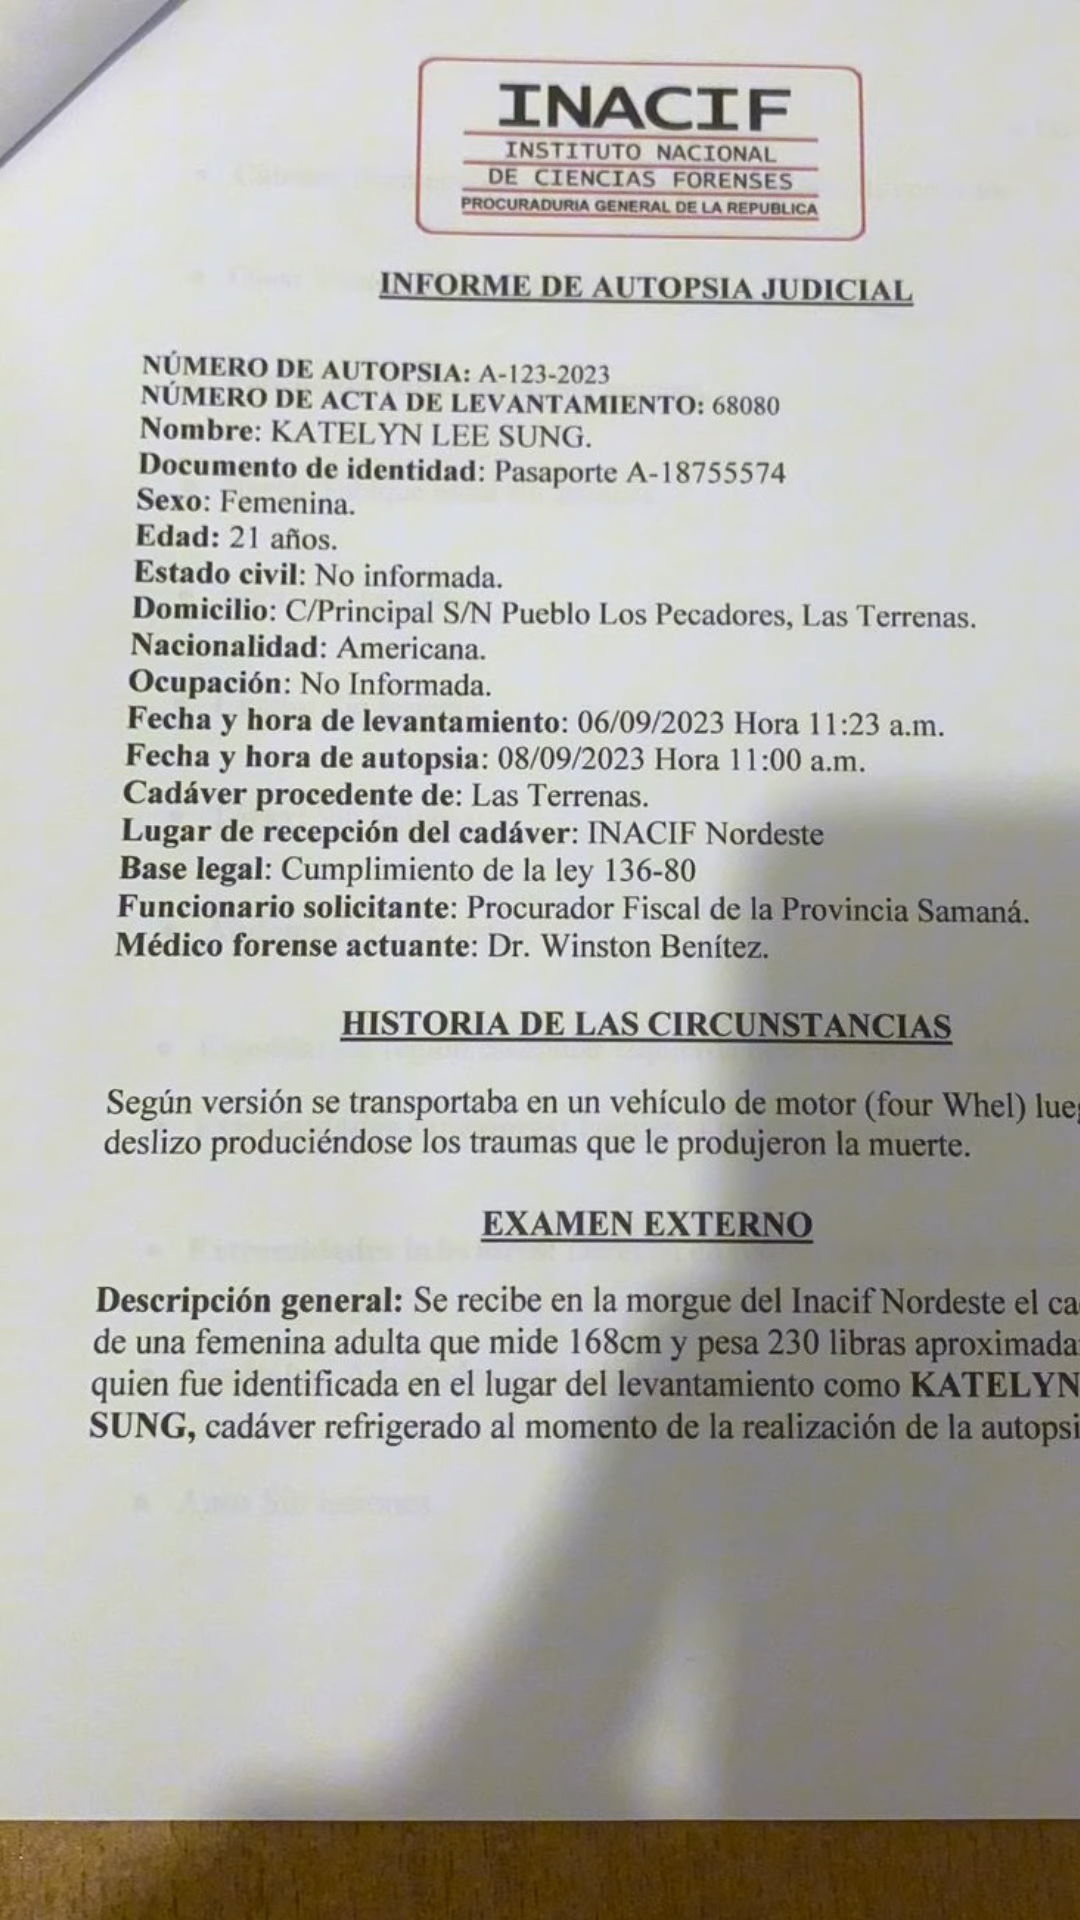 INACIF
INSTITUTO NACIONAL
DE CIENCIAS FORENSES
PROCURADURIA GENERAL DE LA REPUBLICA
INFORME DE AUTOPSIA JUDICIAL
NÚMERO DE AUTOPSIA: A-123-2023
NÚMERO DE ACTA DE LEVANTAMIENTO: 68080
Nombre: KATELYN LEE SUNG.
Documento de identidad: Pasaporte A-18755574
Sexo: Femenina.
Edad: 21 años.
Estado civil: No informada.
Domicilio: C/Principal S/N Pueblo Los Pecadores, Las Terrenas.
Nacionalidad: Americana.
Ocupación: No Informada.
Fecha y hora de levantamiento: 06/09/2023 Hora 11:23 a.m.
Fecha y hora de autopsia: 08/09/2023 Hora 11:00 a.m.
Cadáver procedente de: Las Terrenas.
Lugar de recepción del cadáver: INACIF Nordeste
Base legal: Cumplimiento de la ley 136-80
Funcionario solicitante: Procurador Fiscal de la Provincia Samaná.
Médico forense actuante: Dr. Winston Benítez.
HISTORIA DE LAS CIRCUNSTANCIAS
Según versión se transportaba en un vehículo de motor (four Whel)
deslizo produciéndose los traumas que le produjeron la muerte.
EXAMEN EXTERNO
Descripción general: Se recibe en la morgue del Inacif Nordeste el
de una femenina adulta que mide 168cm y pesa 230 libras
quien fue identificada en el lugar del levantamiento como KATELYN
SUNG, cadáver refrigerado al momento de la realización de la